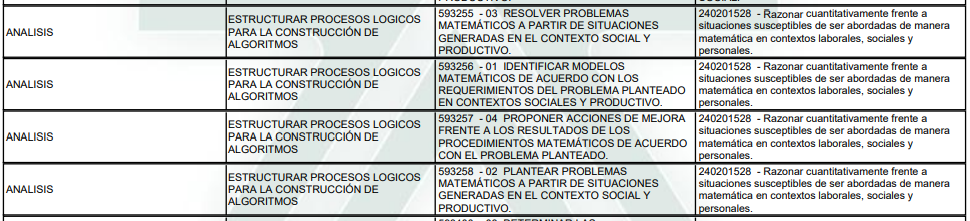 593255 - 03 RESOLVER PROBLEMAS
MATEMÁTICOS A PARTIR DE SITUACIONES
GENERADAS EN EL CONTEXTO SOCIAL Y
PRODUCTIVO.
ANALISIS
ESTRUCTURAR PROCESOS LOGICOS
PARA LA CONSTRUCCIÓN DE
ALGORITMOS
240201528 - Razonar cuantitativamente frente a
situaciones susceptibles de ser abordadas de manera
matemática en contextos laborales, sociales y
personales.
ANALISIS
ESTRUCTURAR PROCESOS LOGICOS
PARA LA CONSTRUCCIÓN DE
ALGORITMOS
593256 - 01 IDENTIFICAR MODELOS
MATEMÁTICOS DE ACUERDO CON LOS
REQUERIMIENTOS DEL PROBLEMA PLANTEADO
EN CONTEXTOS SOCIALES Y PRODUCTIVO.
240201528 - Razonar cuantitativamente frente a
situaciones susceptibles de ser abordadas de manera
matemática en contextos laborales, sociales y
personales.
ANALISIS
ESTRUCTURAR PROCESOS LOGICOS
PARA LA CONSTRUCCIÓN DE
ALGORITMOS
593257 - 04 PROPONER ACCIONES DE MEJORA
FRENTE A LOS RESULTADOS DE LOS
PROCEDIMIENTOS MATEMÁTICOS DE ACUERDO
CON EL PROBLEMA PLANTEADO.
240201528 - Razonar cuantitativamente frente a
situaciones susceptibles de ser abordadas de manera
matemática en contextos laborales, sociales y
personales.
ANALISIS
ESTRUCTURAR PROCESOS LOGICOS
PARA LA CONSTRUCCIÓN DE
ALGORITMOS
593258 - 02 PLANTEAR PROBLEMAS
MATEMÁTICOS A PARTIR DE SITUACIONES
GENERADAS EN EL CONTEXTO SOCIAL Y
PRODUCTIVO.
240201528 - Razonar cuantitativamente frente a
situaciones susceptibles de ser abordadas de manera
matemática en contextos laborales, sociales y
personales.